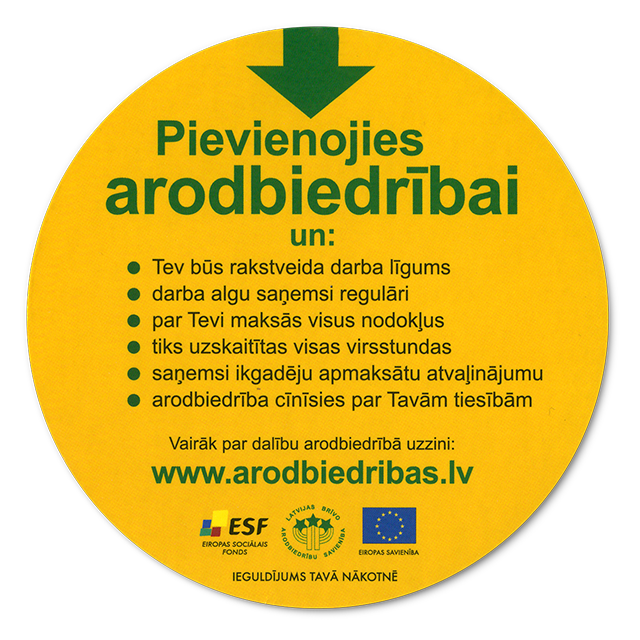 Pievienojies
arodbiedrībai
un:
● Tev būs rakstveida darba līgums
● darba algu saņemsi regulāri
● par Tevi maksās visus nodokļus
● tiks uzskaitītas visas virsstundas
● saņemsi ikgadēju apmaksātu atvaļinājumu
● arodbiedrība cīnīsies par Tavām tiesībām
Vairāk par dalību arodbiedrībā uzzini:
www.arodbiedribas.lv
ESF
EIROPAS SOCIĀLAIS
FONDS
LATVIJAS BRĪVO
ARODBIEDRĪBU SAVIENĪBA
EIROPAS SAVIENĪBA
IEGULDĪJUMS TAVĀ NĀKOTNĒ